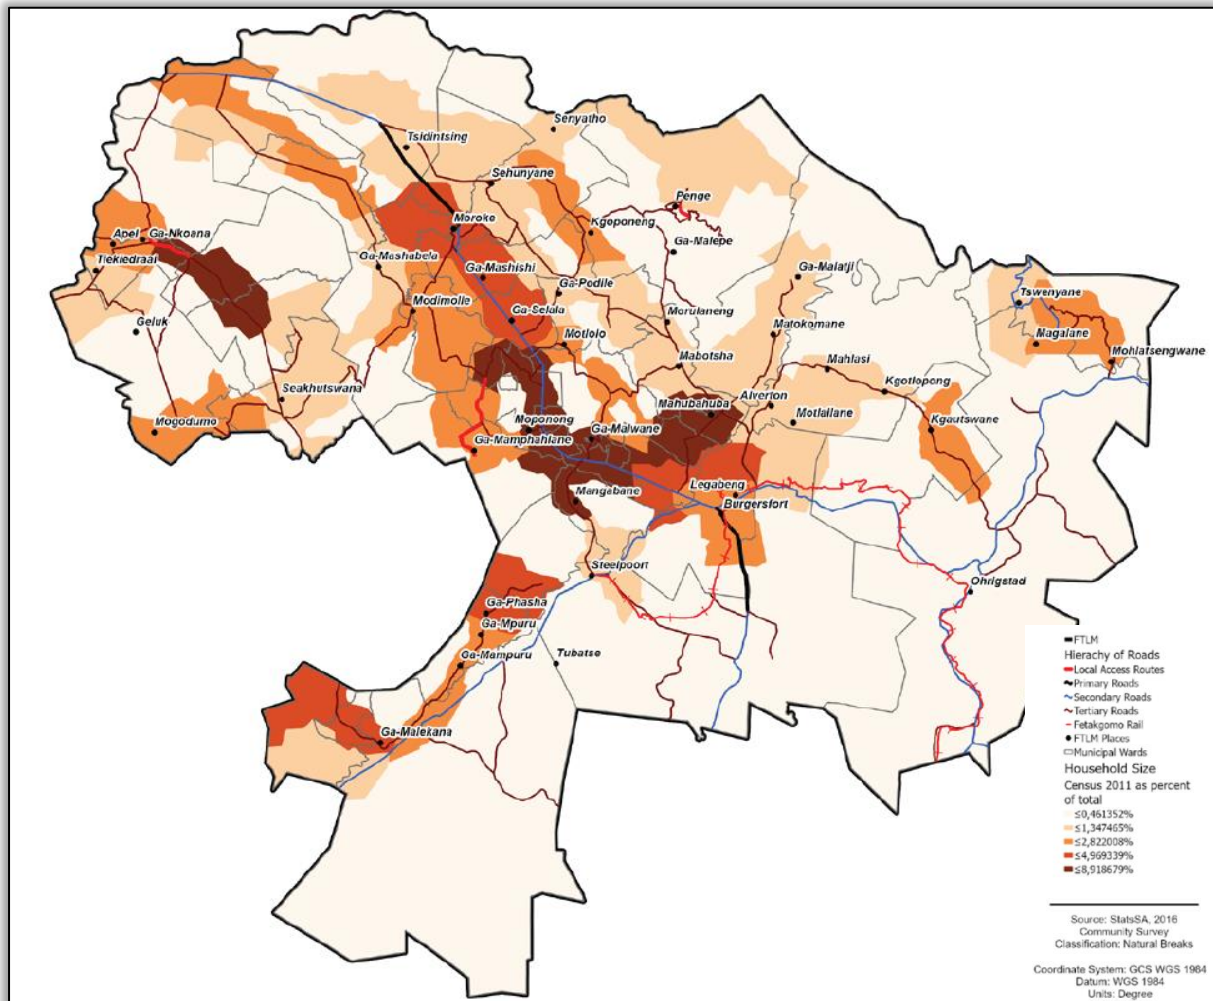 Senyatho
Tsidintsing
Sehunyane
Penge
Moroke
Kgoponeng
Apel
Ga-Nkoana
Ga-Malepe
Tiekiedraai
Ga-Mashabela
Ga-Mashishi
Ga-Podile
Ga-Malatji
Modimolle
Tswenyane
Ga-Selala
Morulaneng
Geluk
Motlolo
Matokomane
Magalane
Mabotsha
Mahlasi
Mohlatsengwane
Seakhutswana
Alverton
Kgotlopong
Mahubahuba
Mogodumo
Moponong
Motlailane
Kgautswane
Ga-Malwane
Ga-Mamphahlane
Mangabane
Legabeng
Burgersfort
Steelpoort
Ohrigstad
Ga-Phasha
Ga-Mpuru
Ga-Mampuru
Tubatse
Ga-Malekana
FTLM
Hierachy of Roads
Local Access Routes
Primary Roads
Secondary Roads
Tertiary Roads
Fetakgomo Rail
FTLM Places
Municipal Wards
Household Size
Census 2011 as percent
of total
≤0,461352%
≤1,347465%
≤2,822008%
≤4,969339%
≤8,918679%
Source: StatsSA, 2016
Community Survey
Classification: Natural Breaks
Coordinate System: GCS WGS 1984
Datum: WGS 1984
Units: Degree